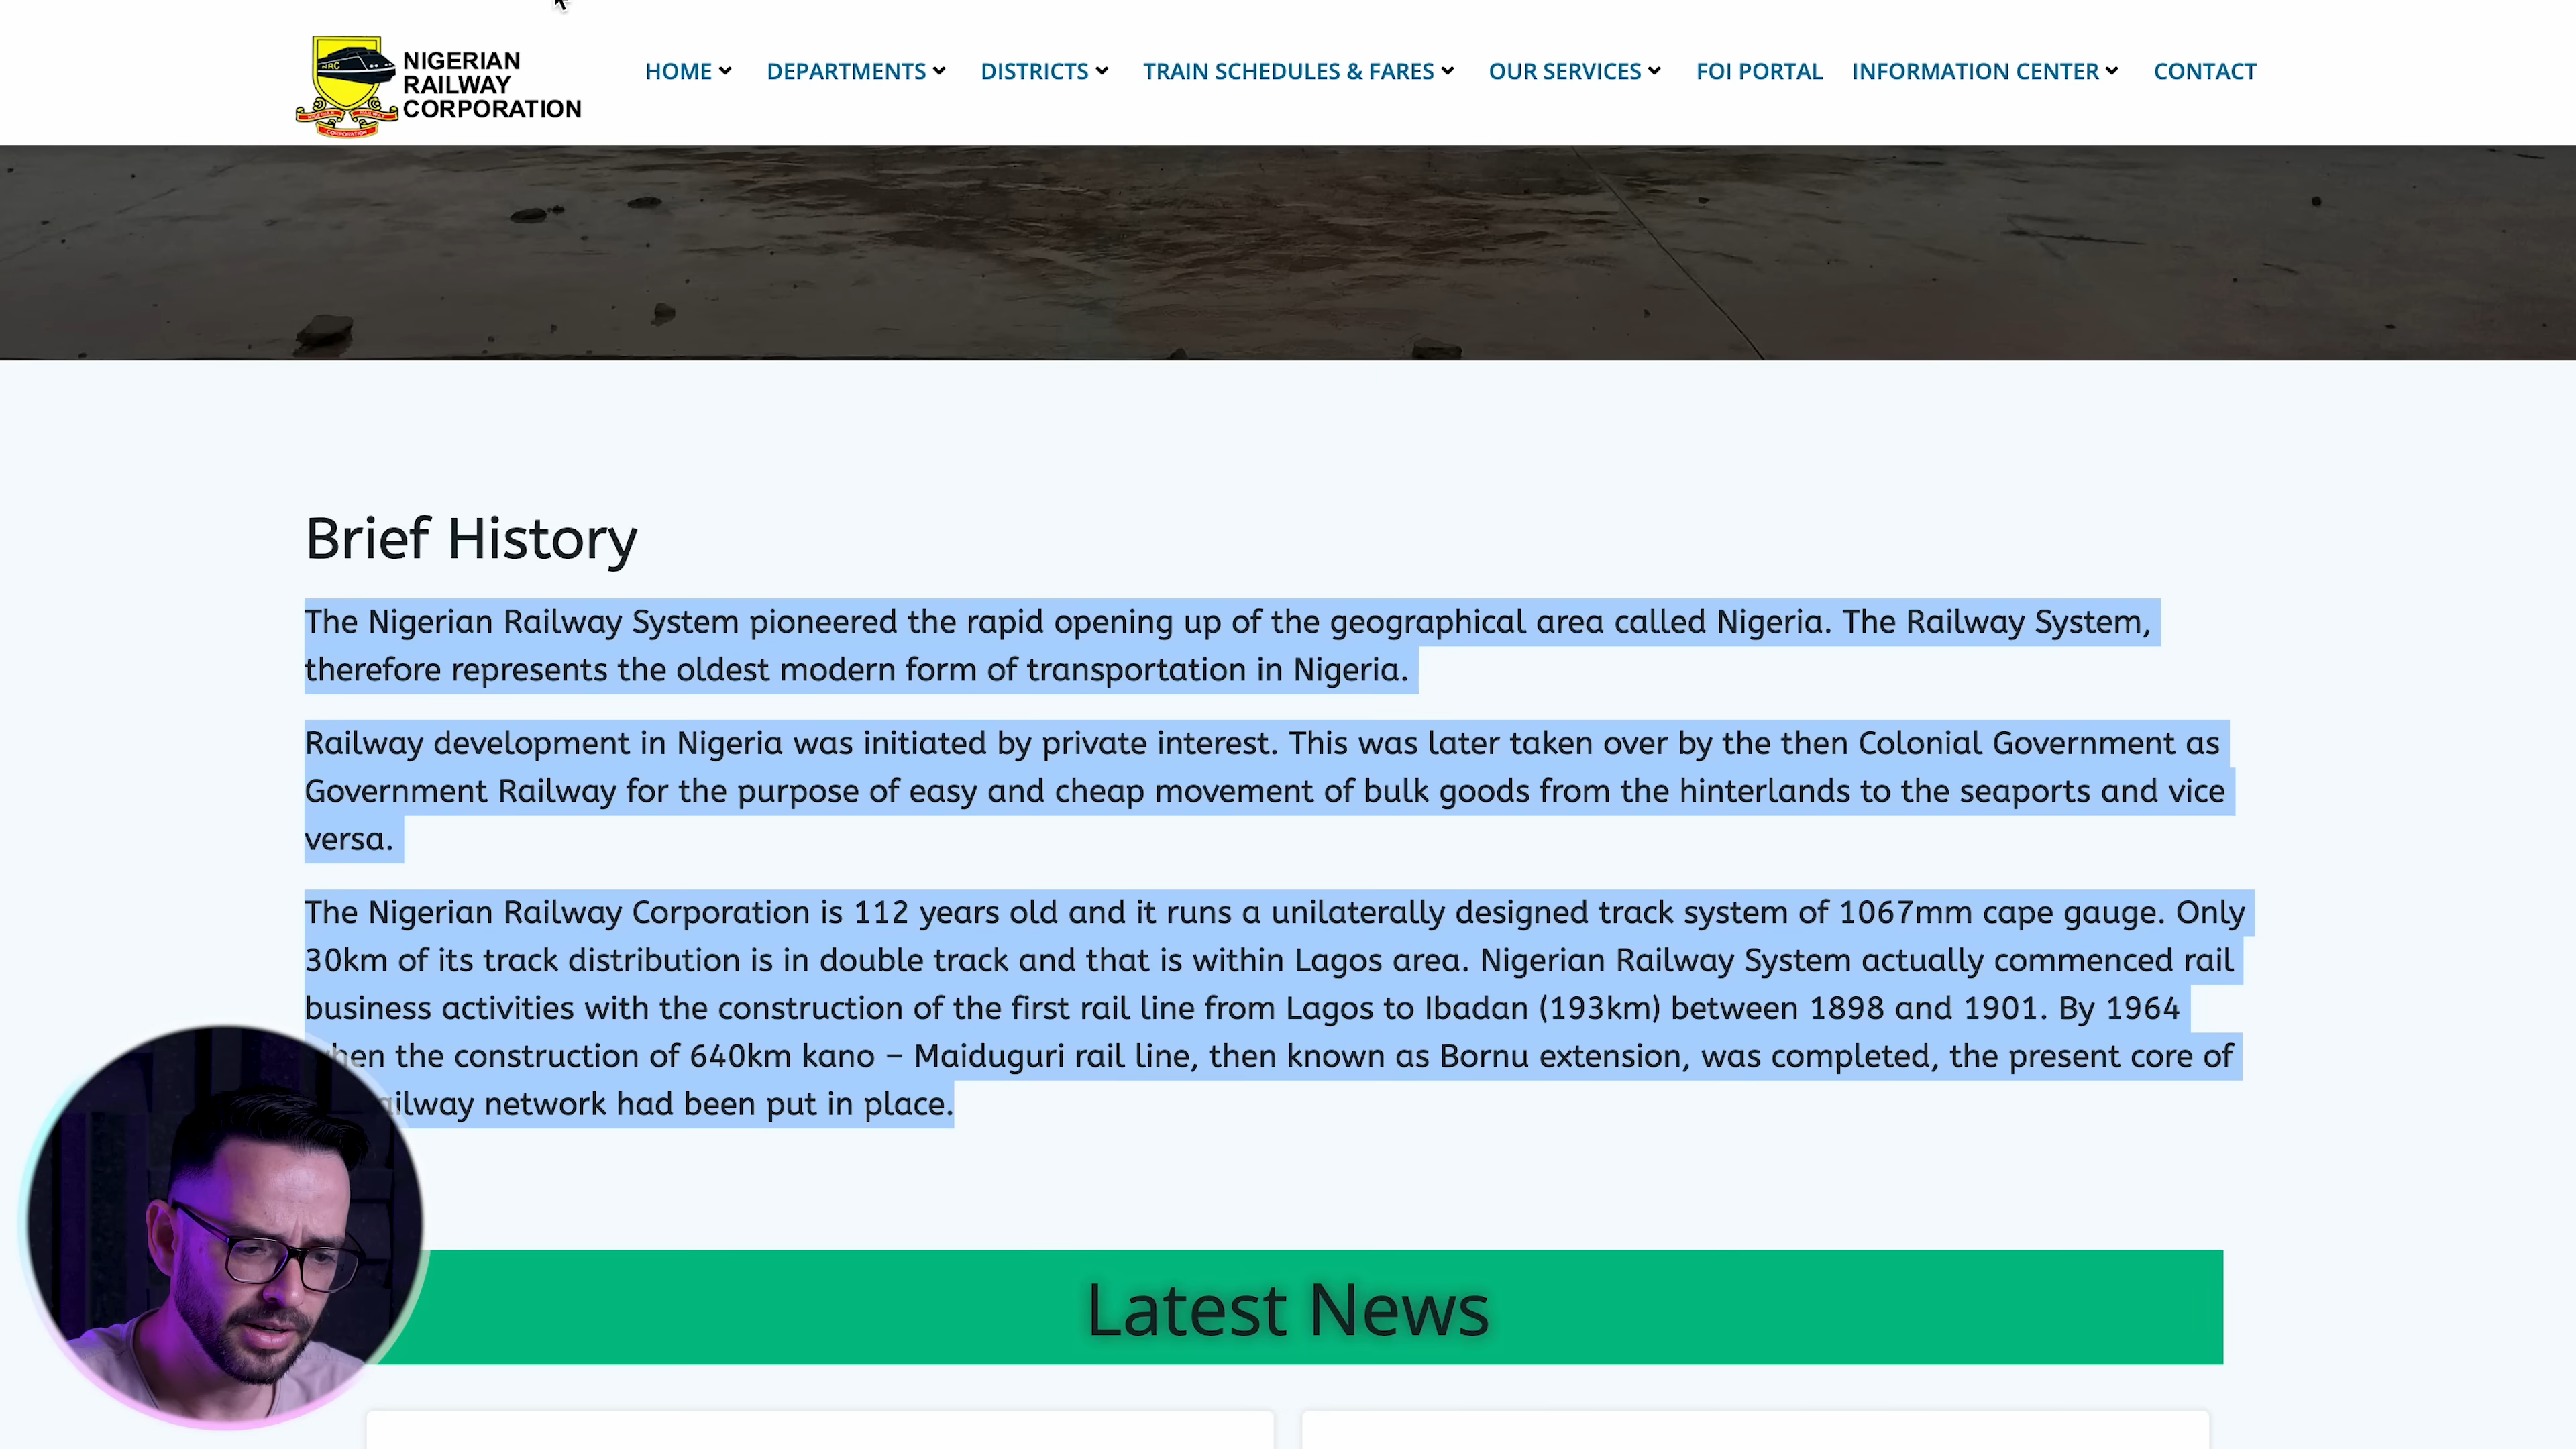 NRC
NIGERIAN
RAILWAY
CORPORATION
CORPORATION
HOME
DEPARTMENTS
DISTRICTS
TRAIN SCHEDULES & FARES
OUR SERVICES
FOI PORTAL
INFORMATION CENTER
CONTACT
Brief History
The Nigerian Railway System pioneered the rapid opening up of the geographical area called Nigeria. The Railway System,
therefore represents the oldest modern form of transportation in Nigeria.
Railway development in Nigeria was initiated by private interest. This was later taken over by the then Colonial Government as
Government Railway for the purpose of easy and cheap movement of bulk goods from the hinterlands to the seaports and vice
versa.
The Nigerian Railway Corporation is 112 years old and it runs a unilaterally designed track system of 1067mm cape gauge. Only
30km of its track distribution is in double track and that is within Lagos area. Nigerian Railway System actually commenced rail
business activities with the construction of the first rail line from Lagos to Ibadan (193km) between 1898 and 1901. By 1964
the construction of 640km kano – Maiduguri rail line, then known as Bornu extension, was completed, the present core of
network had been put in place.
Latest News